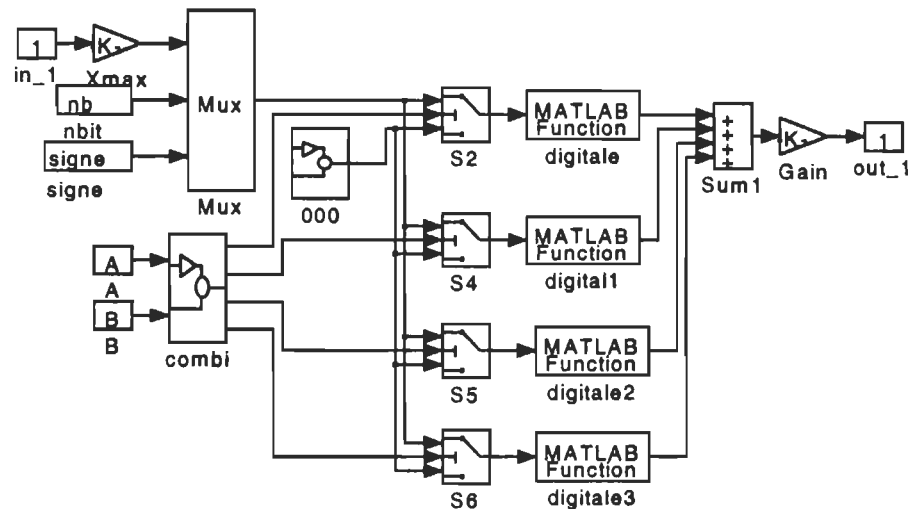 1
in_1
K-
Xmax
nb
nbit
signe
signe
Mux
Mux
000
A
A
B
B
combi
S2
MATLAB
Function
digitale
S4
MATLAB
Function
digital1
S5
MATLAB
Function
digitale2
S6
MATLAB
Function
digitale3
+
+
+
+
Sum1
K-
Gain
1
out_1